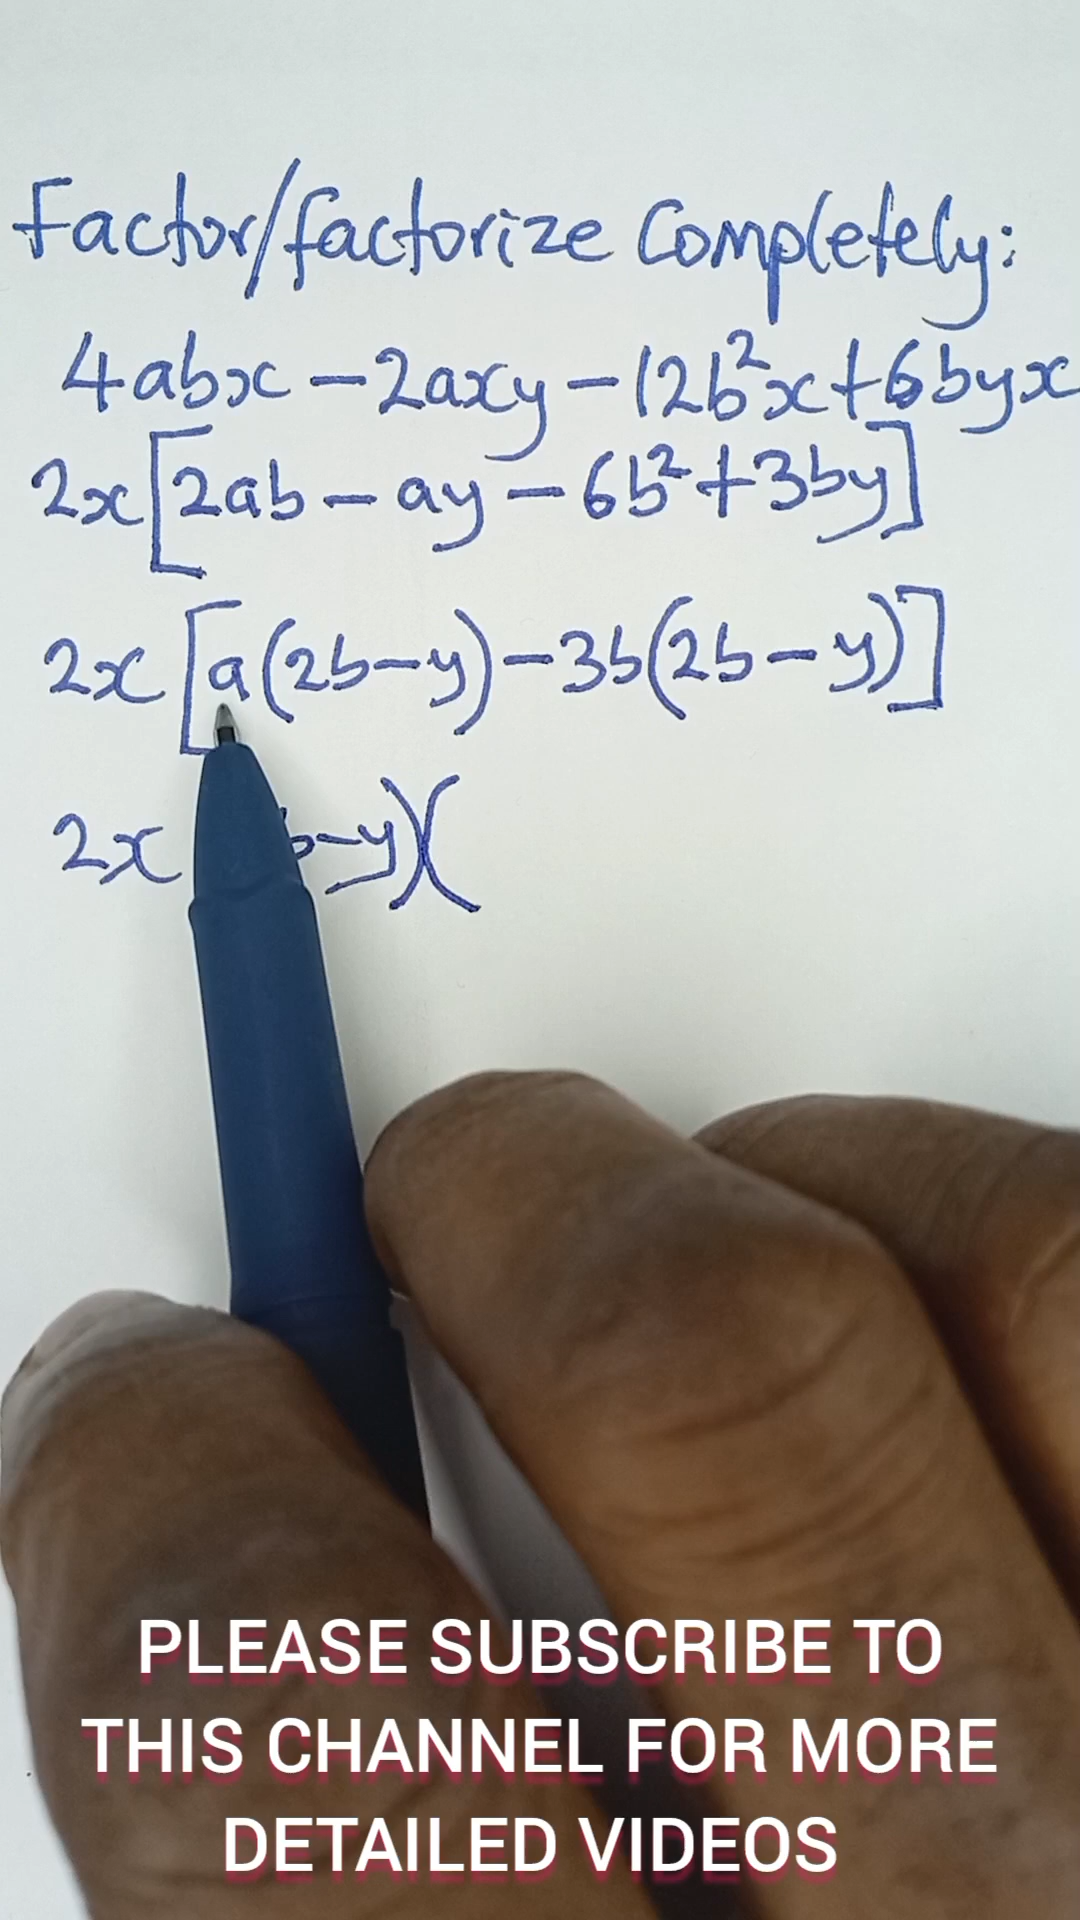 Factor/factorize Completely:
4abx - 2axy - 12b²x + 6byx
2x[2ab - ay - 6b² + 3by]
2x[a(2b-y) - 3b(2b-y)]
2x b-y)(
PLEASE SUBSCRIBE TO
THIS CHANNEL FOR MORE
DETAILED VIDEOS